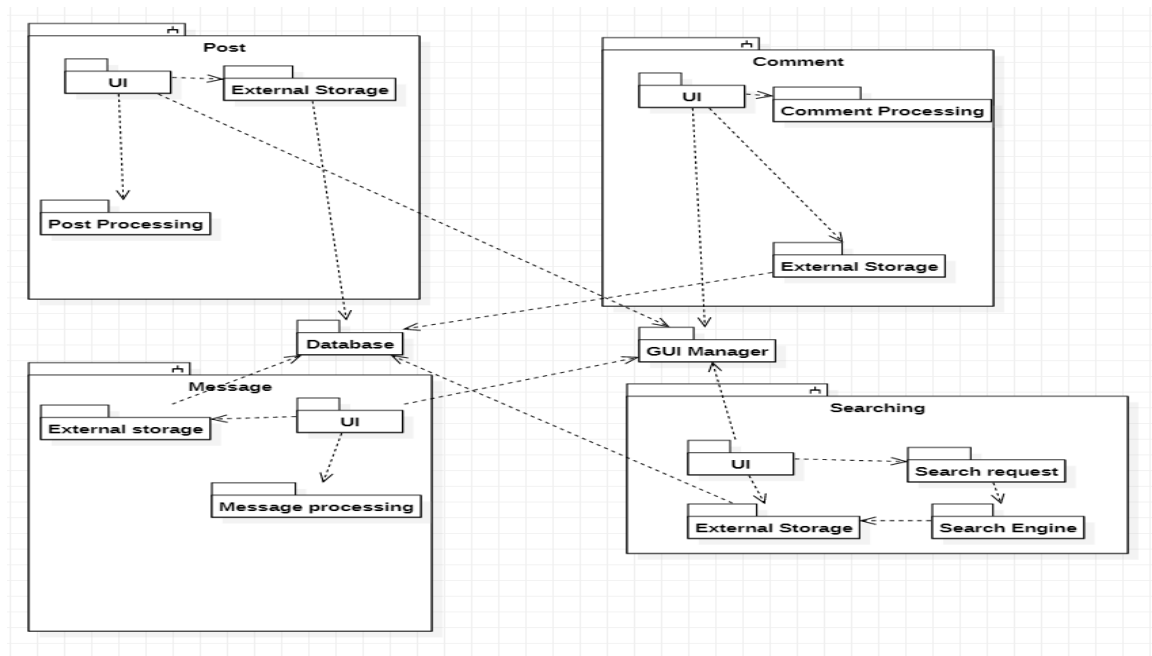 Post
UI
External Storage
Post Processing
Comment
UI
Comment Processing
External Storage
Database
GUI Manager
Message
External storage
UI
Message processing
Searching
UI
Search request
External Storage
Search Engine